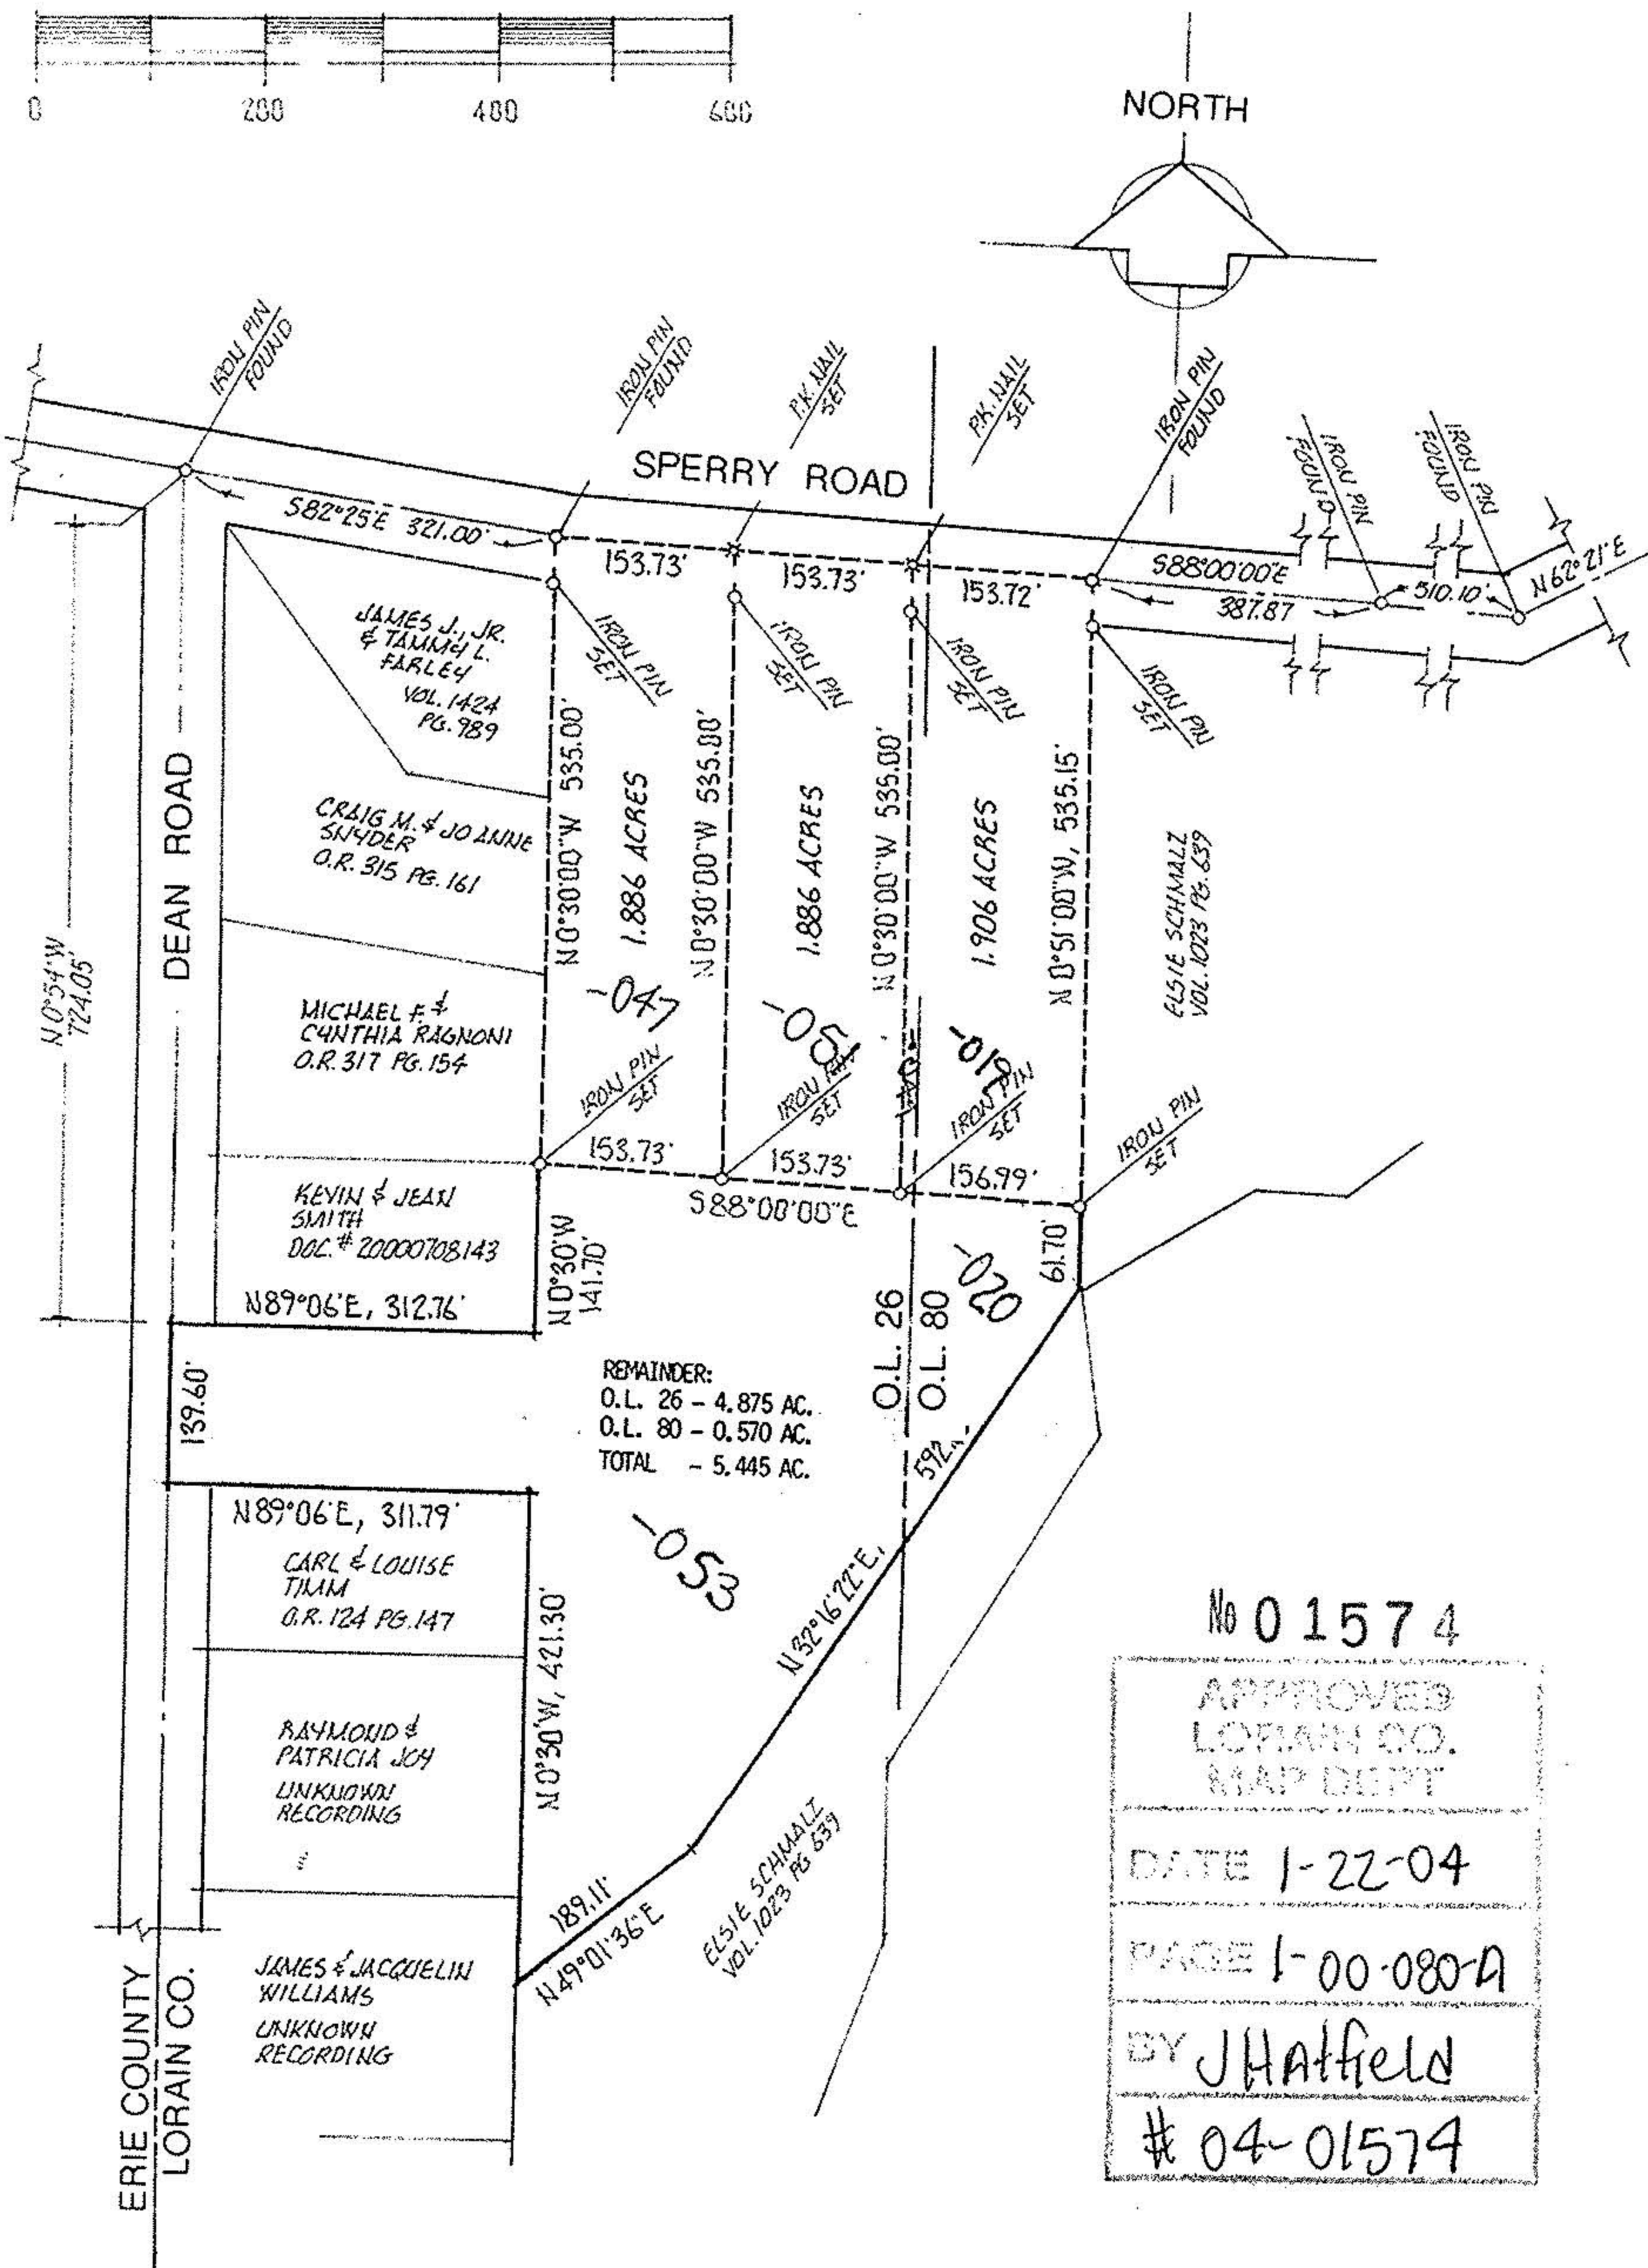 0 200 400 600
NORTH
IRON PIN
FOUND
IRON PIN
FOUND
P.K. NAIL
SET
P.K. NAIL
SET
IRON PIN
FOUND
IRON PIN
FOUND
IRON PIN
FOUND
SPERRY ROAD
S82°25'E 321.00'
153.73'
153.73'
153.72'
S88°00'00"E
387.87
510.10'
N62°21'E
JAMES J., JR.
& TAMMY L.
FARLEY
VOL. 1424
PG. 989
IRON PIN
SET
IRON PIN
SET
IRON PIN
SET
IRON PIN
SET
DEAN ROAD
N0°54'W
724.05'
CRAIG M. & JO ANNE
SNYDER
O.R. 315 PG. 161
N0°30'00"W 535.00'
1.886 ACRES
N0°30'00"W 535.00'
1.886 ACRES
N0°30'00"W 535.00'
1.906 ACRES
N0°51'00"W, 535.15'
ELSIE SCHMALZ
VOL. 1023 PG. 639
MICHAEL F. &
CYNTHIA RAGNONI
O.R. 317 PG. 154
-047
-019
IRON PIN
SET
IRON PIN
SET
IRON PIN
SET
IRON PIN
SET
153.73'
153.73'
156.99'
S88°00'00"E
KEVIN & JEAN
SMITH
DOC. # 20000708143
N89°06'E, 312.76'
N0°30'W
141.70'
-020
61.70'
O.L. 26
O.L. 80
139.60'
REMAINDER:
O.L. 26 - 4.875 AC.
O.L. 80 - 0.570 AC.
TOTAL - 5.445 AC.
592.
N32°16'22"E,
-053
N89°06'E, 311.79'
CARL & LOUISE
TIMM
O.R. 124 PG. 147
N0°30'W, 421.30'
RAYMOND &
PATRICIA JOY
UNKNOWN
RECORDING
189.11'
N49°01'36"E
ELSIE SCHMALZ
VOL. 1023 PG 639
JAMES & JACQUELIN
WILLIAMS
UNKNOWN
RECORDING
ERIE COUNTY
LORAIN CO.
No 01574
APPROVED
LORAIN CO.
MAP DEPT
DATE 1-22-04
PAGE 1-00-080-A
BY JHatfield
# 04-01574